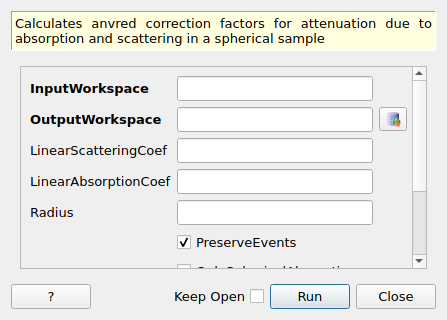 Calculates anvred correction factors for attenuation due to
absorption and scattering in a spherical sample
InputWorkspace
OutputWorkspace
LinearScatteringCoef
LinearAbsorptionCoef
Radius
PreserveEvents
? Keep Open Run Close